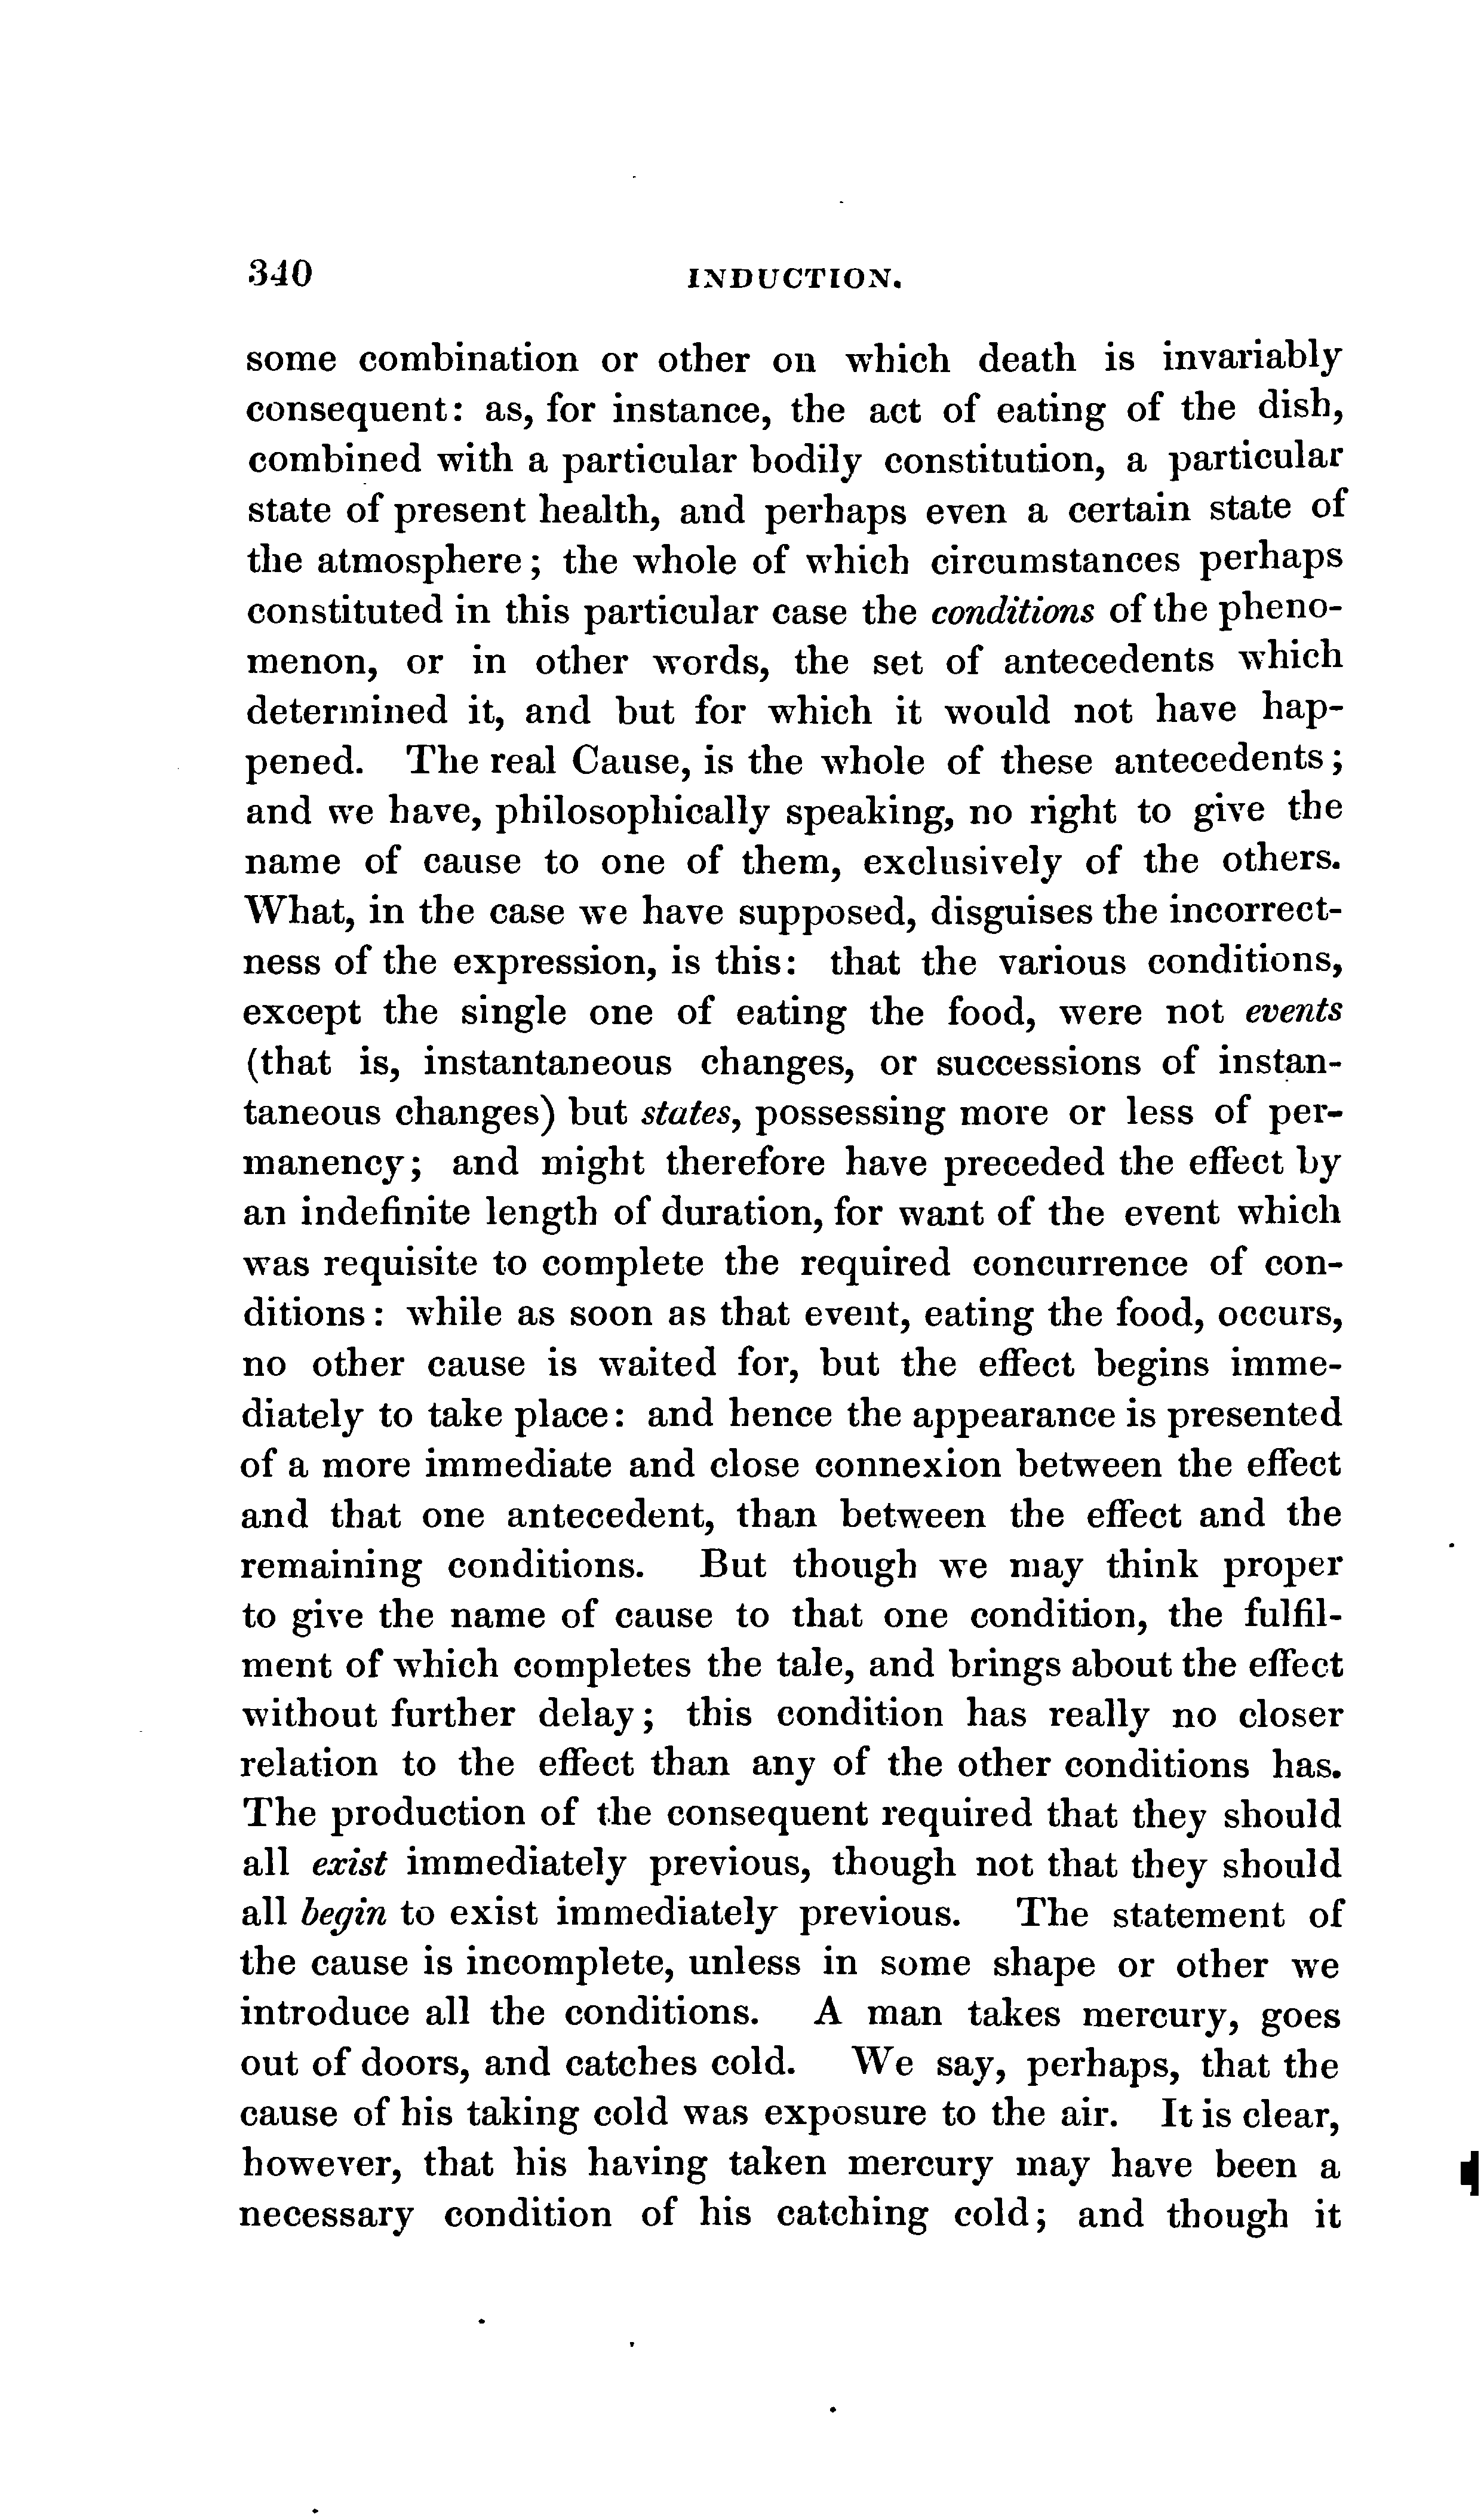 340 INDUCTION.
some combination or other on which death is invariably
consequent: as, for instance, the act of eating of the dish,
combined with a particular bodily constitution, a particular
state of present health, and perhaps even a certain state of
the atmosphere; the whole of which circumstances perhaps
constituted in this particular case the conditions of the pheno-
menon, or in other words, the set of antecedents which
determined it, and but for which it would not have hap-
pened. The real Cause, is the whole of these antecedents;
and we have, philosophically speaking, no right to give the
name of cause to one of them, exclusively of the others.
What, in the case we have supposed, disguises the incorrect-
ness of the expression, is this: that the various conditions,
except the single one of eating the food, were not events
(that is, instantaneous changes, or successions of instan-
taneous changes) but states, possessing more or less of per-
manency; and might therefore have preceded the effect by
an indefinite length of duration, for want of the event which
was requisite to complete the required concurrence of con-
ditions: while as soon as that event, eating the food, occurs,
no other cause is waited for, but the effect begins imme-
diately to take place: and hence the appearance is presented
of a more immediate and close connexion between the effect
and that one antecedent, than between the effect and the
remaining conditions. But though we may think proper
to give the name of cause to that one condition, the fulfil-
ment of which completes the tale, and brings about the effect
without further delay; this condition has really no closer
relation to the effect than any of the other conditions has.
The production of the consequent required that they should
all exist immediately previous, though not that they should
all begin to exist immediately previous. The statement of
the cause is incomplete, unless in some shape or other we
introduce all the conditions. A man takes mercury, goes
out of doors, and catches cold. We say, perhaps, that the
cause of his taking cold was exposure to the air. It is clear,
however, that his having taken mercury may have been a
necessary condition of his catching cold; and though it